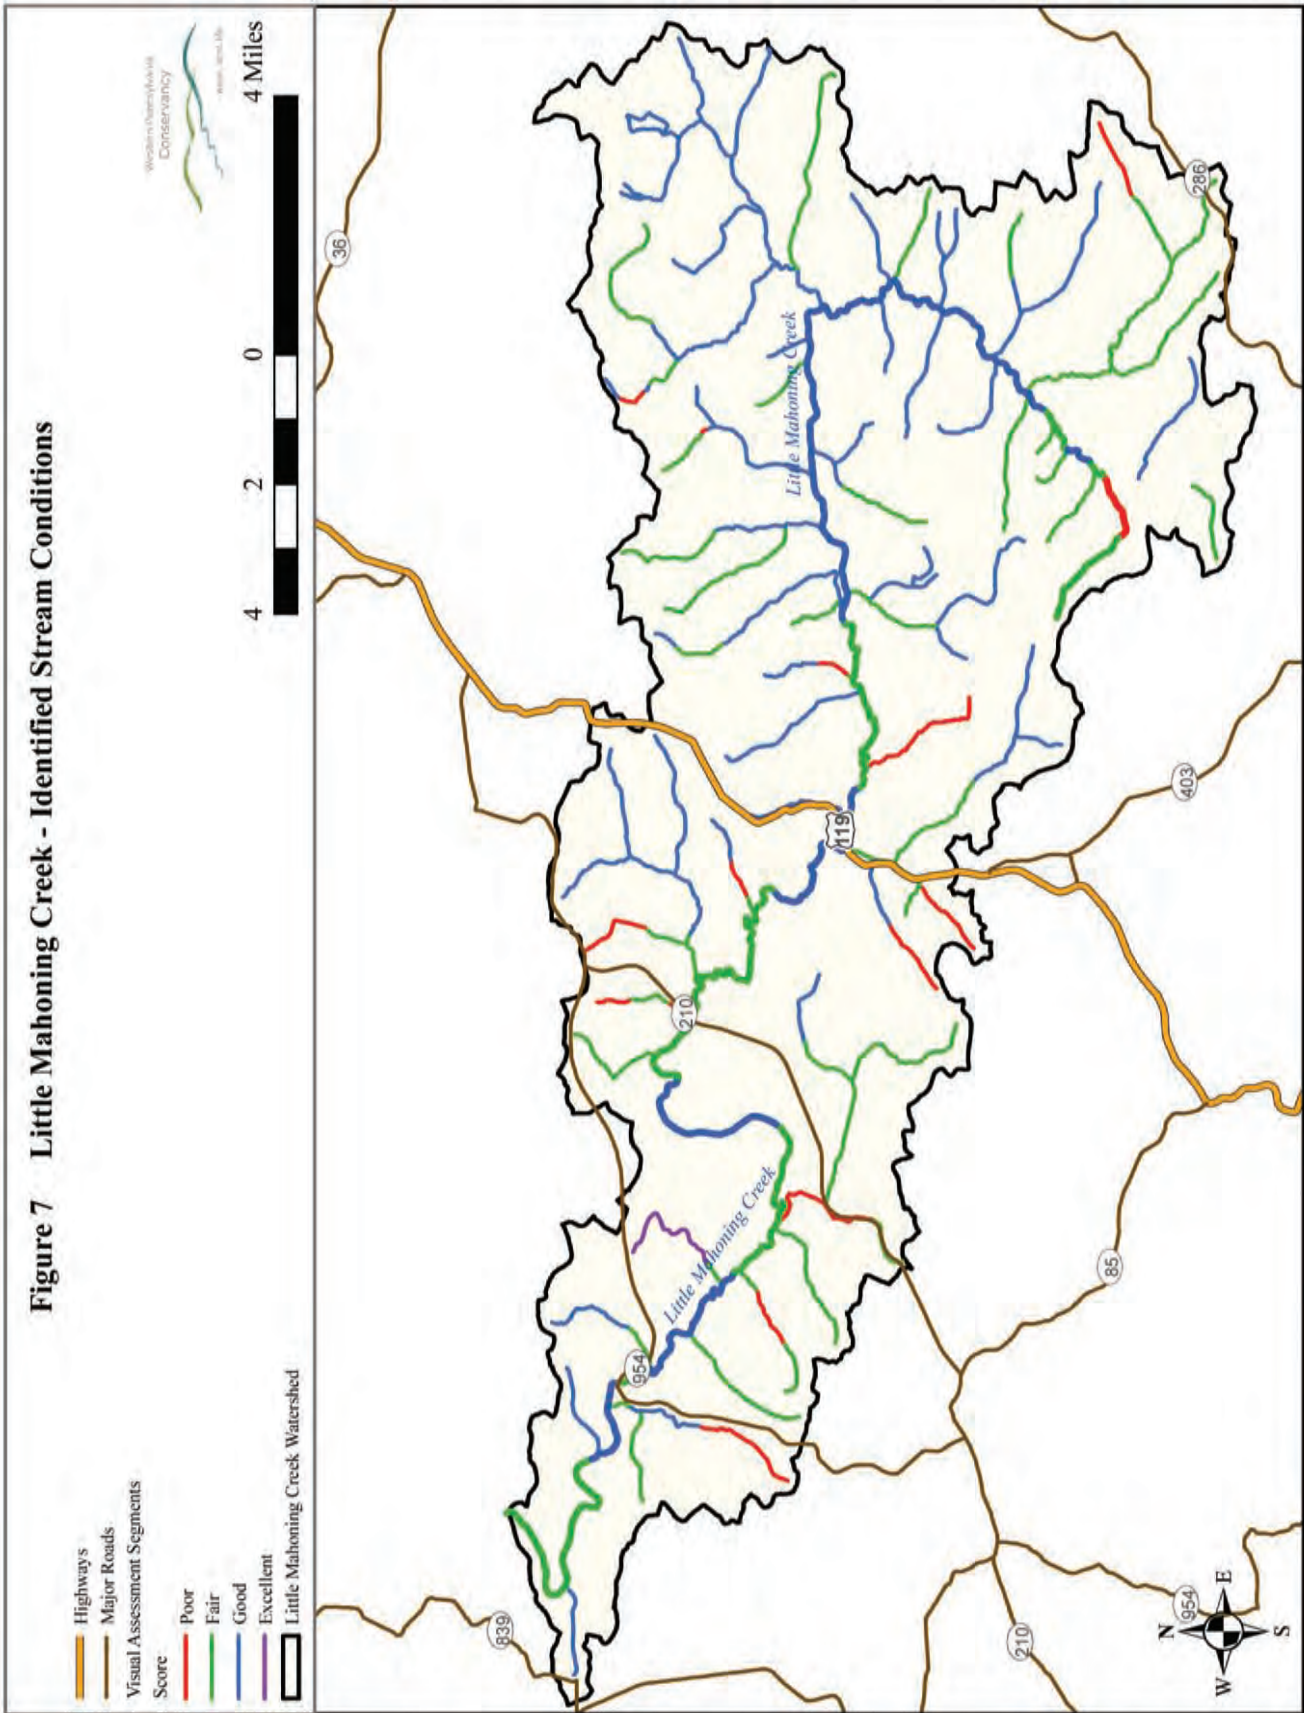 Figure 7 Little Mahoning Creek - Identified Stream Conditions
Highways
Major Roads
Visual Assessment Segments
Score
Poor
Fair
Good
Excellent
Little Mahoning Creek Watershed
4 2 0 4 Miles
Western Pennsylvania
Conservancy
839
954
210
119
36
Little Mahoning Creek
Little Mahoning Creek
286
403
85
210
954
N
W E
S